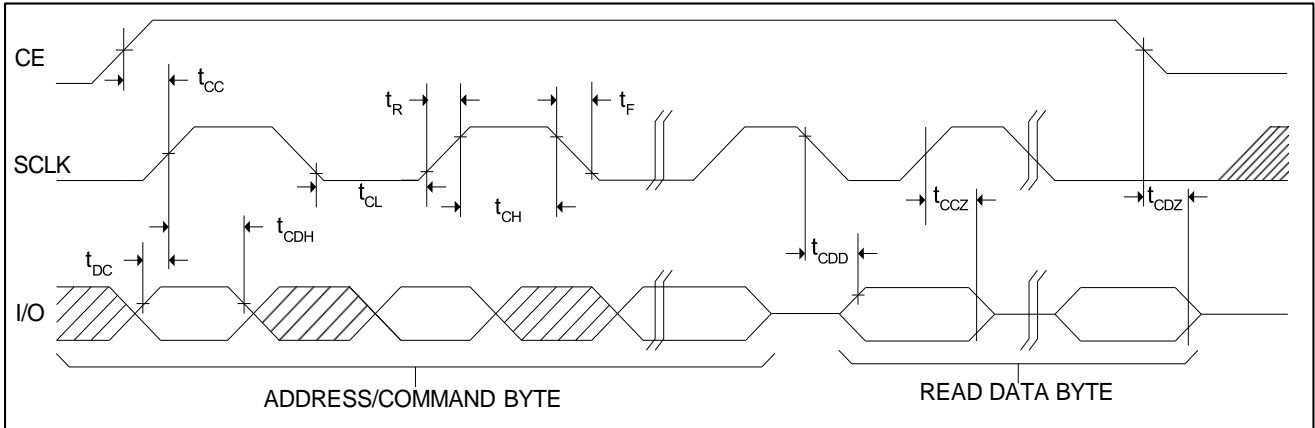 CE
t_CC
t_R
t_F
SCLK
t_CL
t_CH
t_CCZ
t_CDZ
t_CDH
t_DC
t_CDD
I/O
ADDRESS/COMMAND BYTE
READ DATA BYTE